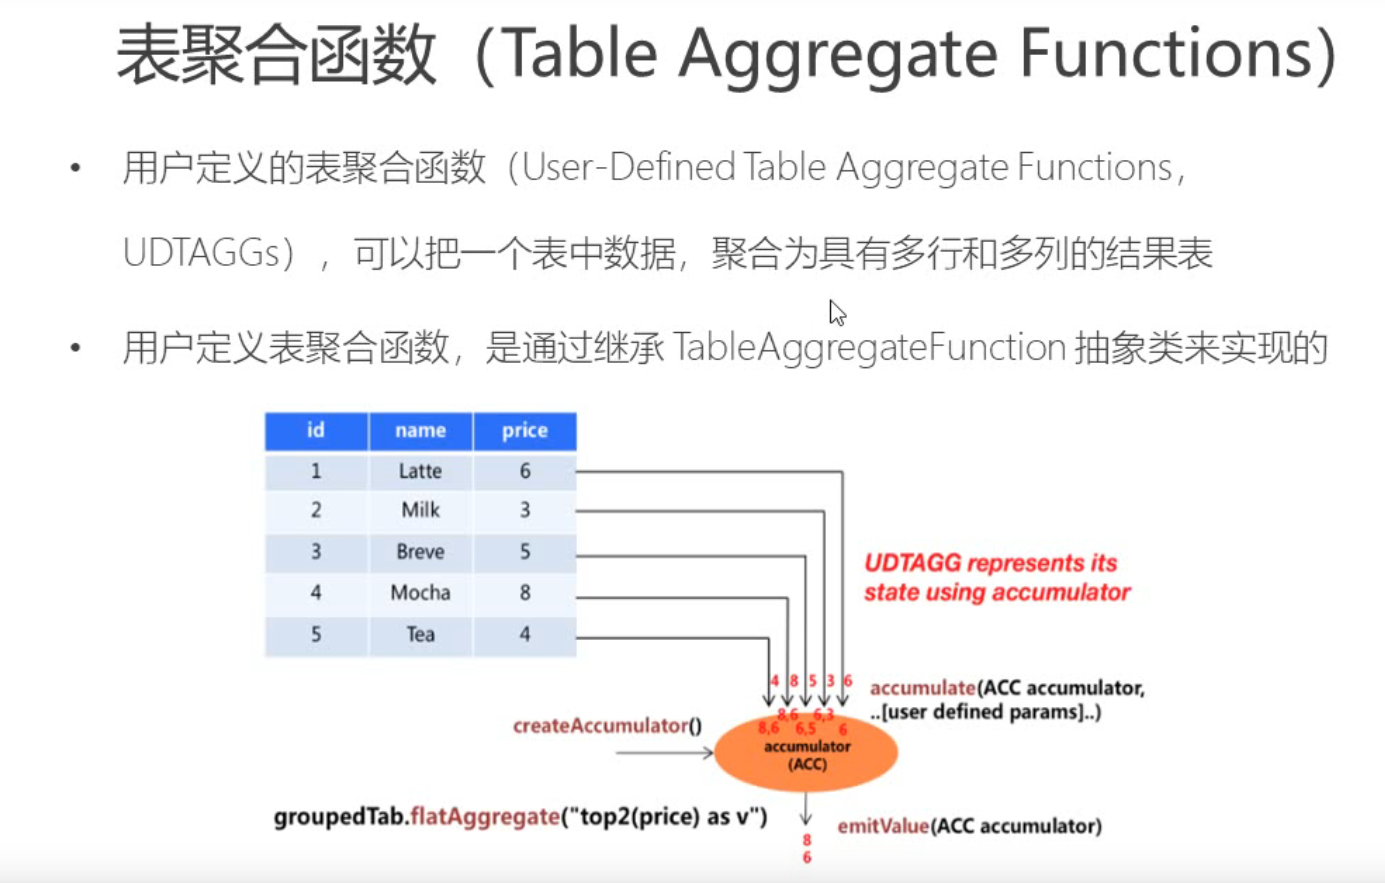 表聚合函数（Table Aggregate Functions）
• 用户定义的表聚合函数（User-Defined Table Aggregate Functions，
UDTAGGs），可以把一个表中数据，聚合为具有多行和多列的结果表
• 用户定义表聚合函数，是通过继承 TableAggregateFunction 抽象类来实现的
id name price
1 Latte 6
2 Milk 3
3 Breve 5
4 Mocha 8
5 Tea 4
UDTAGG represents its
state using accumulator
4 8 5 3 6
accumulate(ACC accumulator,
..[user defined params]..)
8,6 6,3
8,6 6,5 6
createAccumulator()
accumulator
(ACC)
groupedTab.flatAggregate("top2(price) as v")
emitValue(ACC accumulator)
8
6